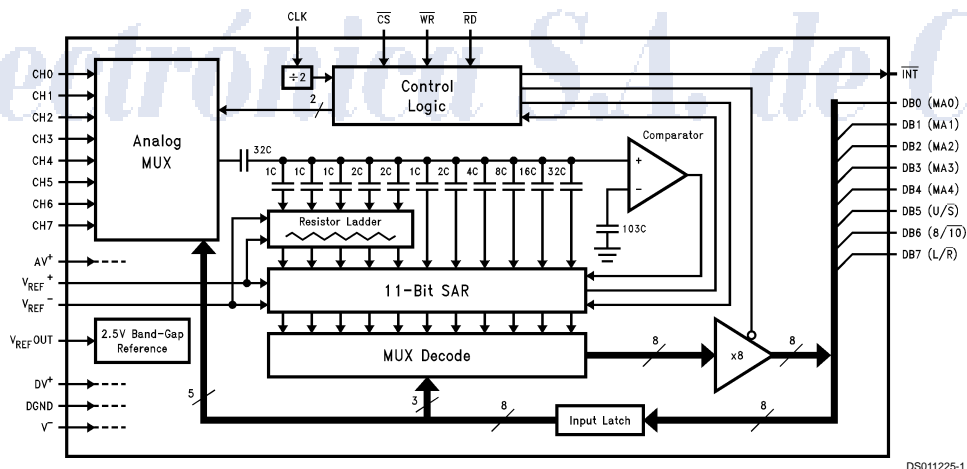 CLK
CS
WR
RD
ectrónica S.A. de C
CH0
CH1
CH2
CH3
CH4
CH5
CH6
CH7
AV+
VREF+
VREF-
VREFOUT
DV+
DGND
V-
Analog
MUX
÷2
Control
Logic
2
32C
1C 1C 1C 2C 2C 1C 2C 4C 8C 16C 32C
Comparator
+
−
103C
Resistor Ladder
11-Bit SAR
MUX Decode
2.5V Band-Gap
Reference
5
3
8
Input Latch
8
8
x8
8
INT
DB0 (MA0)
DB1 (MA1)
DB2 (MA2)
DB3 (MA3)
DB4 (MA4)
DB5 (U/S)
DB6 (8/10)
DB7 (L/R)
DS011225-1